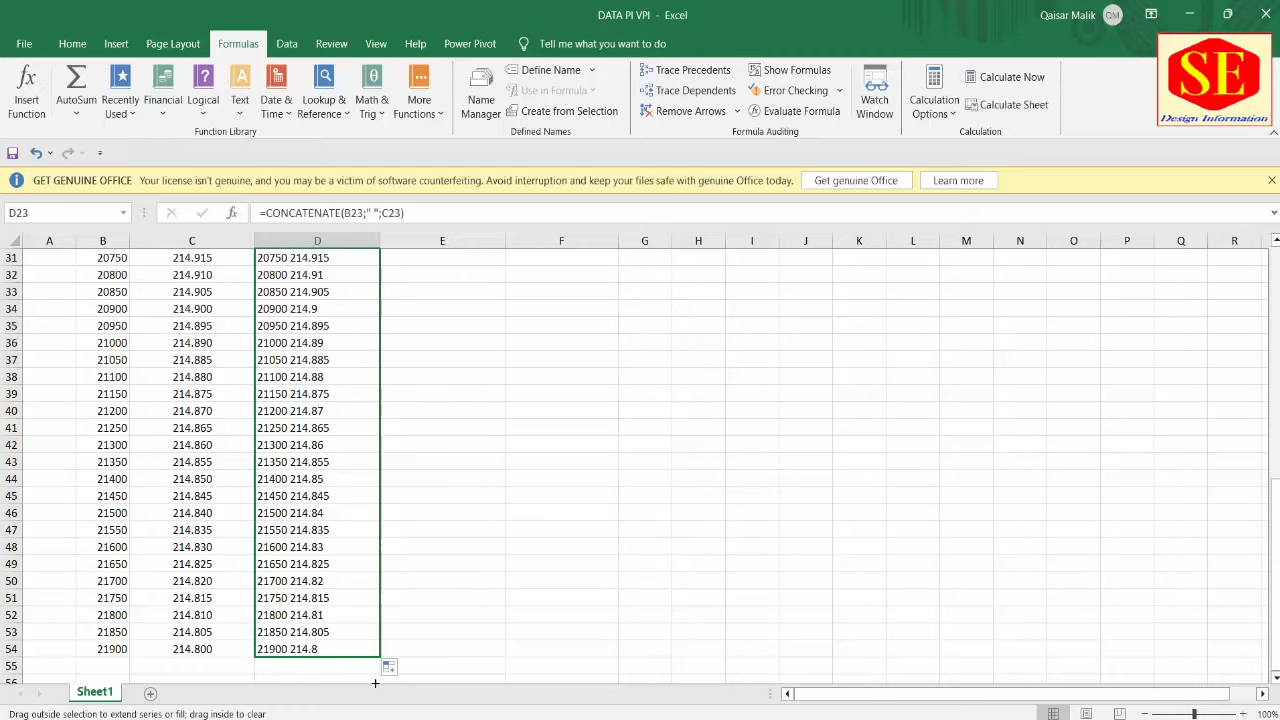 DATA PI VPI - Excel
Qaisar Malik QM
File Home Insert Page Layout Formulas Data Review View Help Power Pivot Tell me what you want to do
Insert Function
AutoSum
Recently Used
Financial
Logical
Text
Date & Time
Lookup & Reference
Math & Trig
More Functions
Function Library
Name Manager
Define Name
Use in Formula
Create from Selection
Defined Names
Trace Precedents
Trace Dependents
Remove Arrows
Show Formulas
Error Checking
Evaluate Formula
Formula Auditing
Watch Window
Calculation Options
Calculate Now
Calculate Sheet
Calculation
SE
Design Information
GET GENUINE OFFICE Your license isn't genuine, and you may be a victim of software counterfeiting. Avoid interruption and keep your files safe with genuine Office today. Get genuine Office Learn more
D23 fx =CONCATENATE(B23;" ";C23)
A B C D E F G H I J K L M N O P Q R
31 20750 214.915 20750 214.915
32 20800 214.910 20800 214.91
33 20850 214.905 20850 214.905
34 20900 214.900 20900 214.9
35 20950 214.895 20950 214.895
36 21000 214.890 21000 214.89
37 21050 214.885 21050 214.885
38 21100 214.880 21100 214.88
39 21150 214.875 21150 214.875
40 21200 214.870 21200 214.87
41 21250 214.865 21250 214.865
42 21300 214.860 21300 214.86
43 21350 214.855 21350 214.855
44 21400 214.850 21400 214.85
45 21450 214.845 21450 214.845
46 21500 214.840 21500 214.84
47 21550 214.835 21550 214.835
48 21600 214.830 21600 214.83
49 21650 214.825 21650 214.825
50 21700 214.820 21700 214.82
51 21750 214.815 21750 214.815
52 21800 214.810 21800 214.81
53 21850 214.805 21850 214.805
54 21900 214.800 21900 214.8
55
56
Sheet1
Drag outside selection to extend series or fill; drag inside to clear
100%